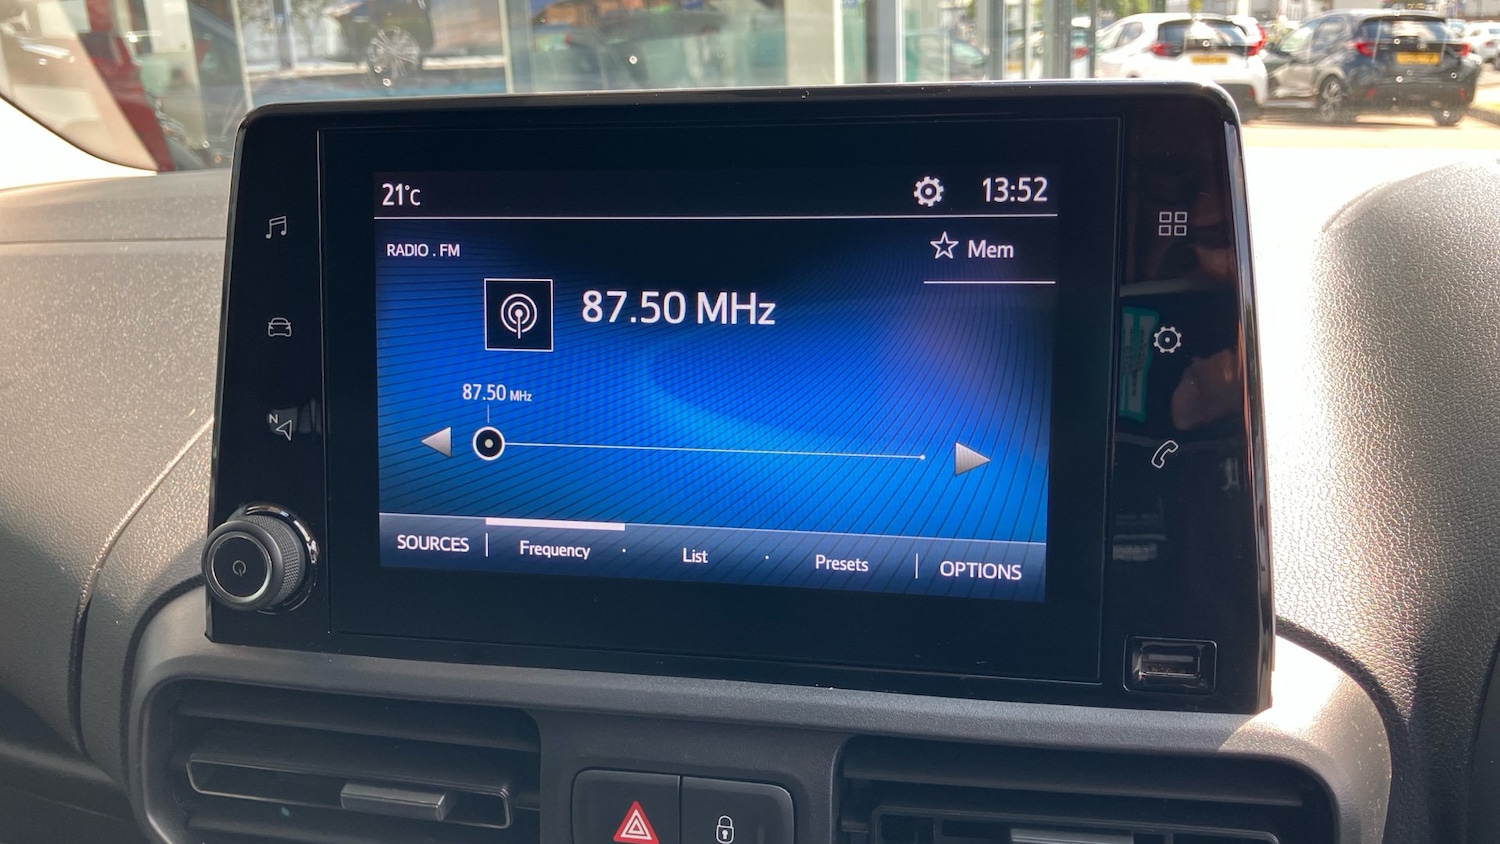 21°C
13:52
RADIO . FM
Mem
87.50 MHz
87.50 MHz
N
SOURCES
Frequency
List
Presets
OPTIONS